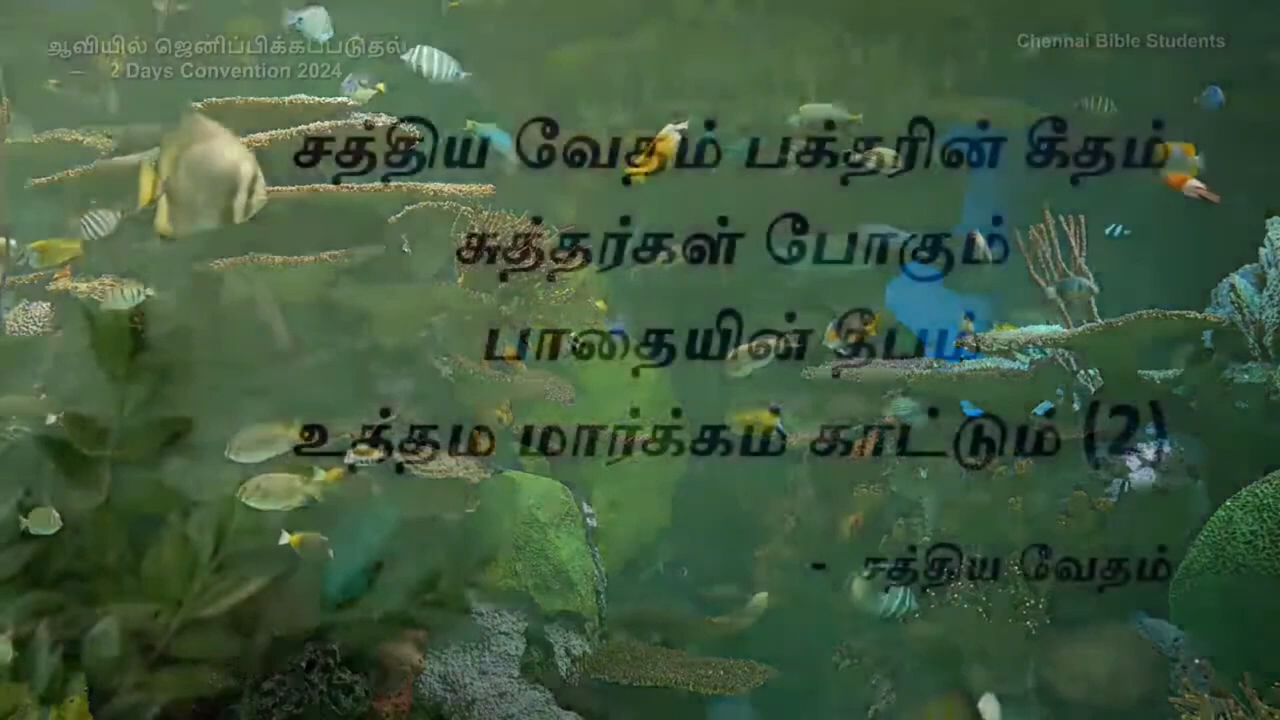 ஆவியில் ஜெனிப்பிக்கப்படுதல்
– 2 Days Convention 2024
Chennai Bible Students
சத்திய வேதம் பக்தரின் கீதம்
சுத்தர்கள் போகும்
பாதையின் தீபம்
உத்தம மார்க்கம் காட்டும் (2)
- சத்திய வேதம்